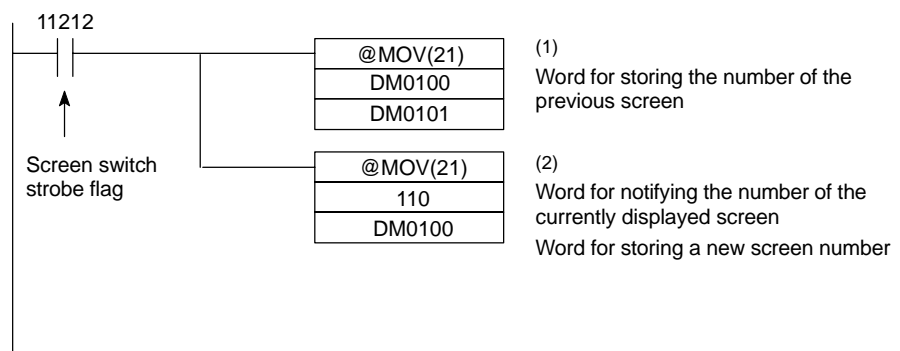 11212
@MOV(21)
DM0100
DM0101
(1)
Word for storing the number of the
previous screen
Screen switch
strobe flag
@MOV(21)
110
DM0100
(2)
Word for notifying the number of the
currently displayed screen
Word for storing a new screen number